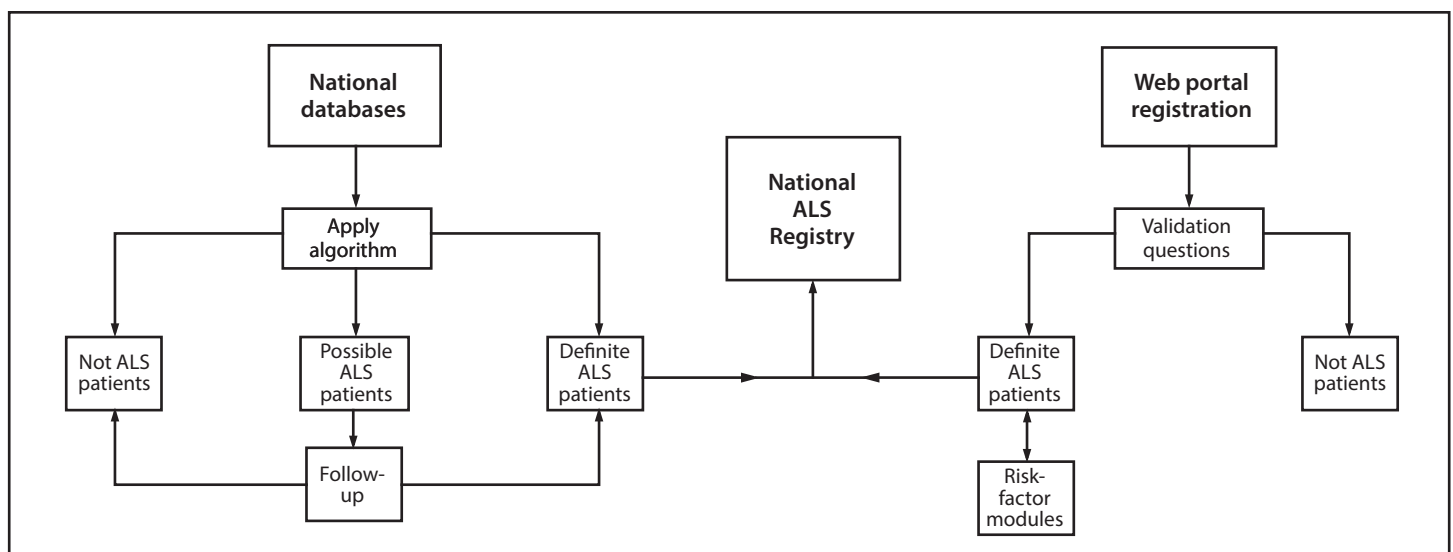 National
databases
Web portal
registration
National
ALS
Registry
Apply
algorithm
Validation
questions
Not ALS
patients
Possible
ALS
patients
Definite
ALS
patients
Definite
ALS
patients
Not ALS
patients
Follow-
up
Risk-
factor
modules